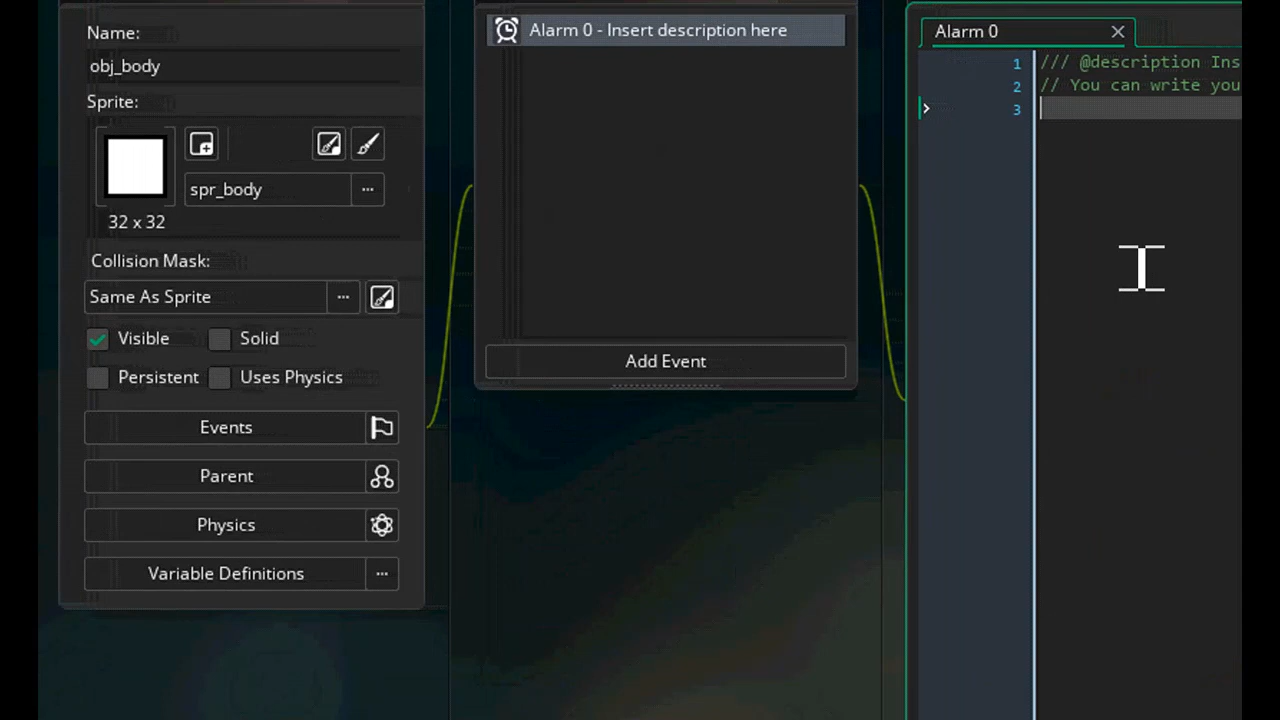 Name:
obj_body
Sprite:
spr_body
...
32 x 32
Collision Mask:
Same As Sprite
...
Visible
Solid
Persistent
Uses Physics
Events
Parent
Physics
Variable Definitions
...
Alarm 0 - Insert description here
Add Event
Alarm 0
1 /// @description Ins
2 // You can write you
3